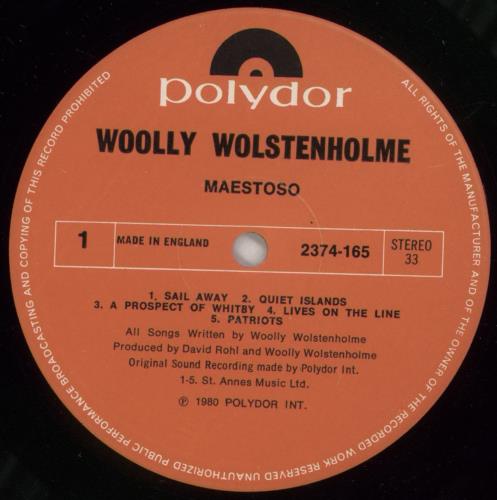 polydor
WOOLLY WOLSTENHOLME
MAESTOSO
1
MADE IN ENGLAND
2374-165
STEREO
33
1. SAIL AWAY 2. QUIET ISLANDS
3. A PROSPECT OF WHITBY 4. LIVES ON THE LINE
5. PATRIOTS
All Songs Written by Woolly Wolstenholme
Produced by David Rohl and Woolly Wolstenholme
Original Sound Recording made by Polydor Int.
1-5. St. Annes Music Ltd.
℗ 1980 POLYDOR INT.
ALL RIGHTS OF THE MANUFACTURER AND OF THE OWNER OF THE RECORDED WORK RESERVED UNAUTHORIZED PUBLIC PERFORMANCE BROADCASTING AND COPYING OF THIS RECORD PROHIBITED